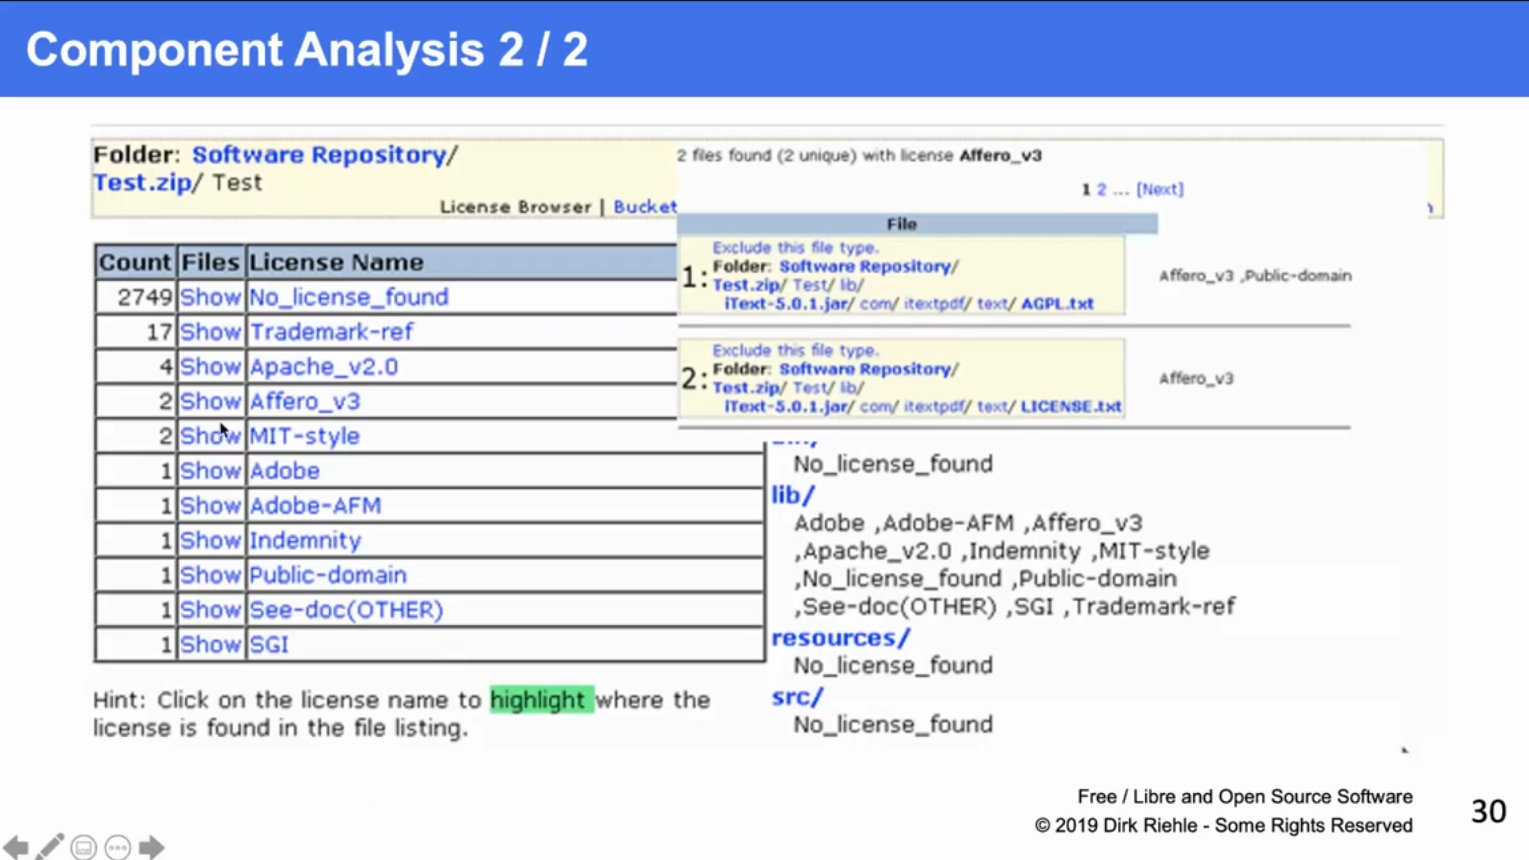 Component Analysis 2 / 2
Folder: Software Repository/
Test.zip/ Test
License Browser | Bucket
2 files found (2 unique) with license Affero_v3
1 2 ... [Next]
File
1: Exclude this file type.
Folder: Software Repository/
Test.zip/ Test/ lib/
iText-5.0.1.jar/ com/ itextpdf/ text/ AGPL.txt
Affero_v3 ,Public-domain
2: Exclude this file type.
Folder: Software Repository/
Test.zip/ Test/ lib/
iText-5.0.1.jar/ com/ itextpdf/ text/ LICENSE.txt
Affero_v3
Count Files License Name
2749 Show No_license_found
17 Show Trademark-ref
4 Show Apache_v2.0
2 Show Affero_v3
2 Show MIT-style
1 Show Adobe
1 Show Adobe-AFM
1 Show Indemnity
1 Show Public-domain
1 Show See-doc(OTHER)
1 Show SGI
Hint: Click on the license name to highlight where the
license is found in the file listing.
No_license_found
lib/
Adobe ,Adobe-AFM ,Affero_v3
,Apache_v2.0 ,Indemnity ,MIT-style
,No_license_found ,Public-domain
,See-doc(OTHER) ,SGI ,Trademark-ref
resources/
No_license_found
src/
No_license_found
Free / Libre and Open Source Software
© 2019 Dirk Riehle - Some Rights Reserved
30